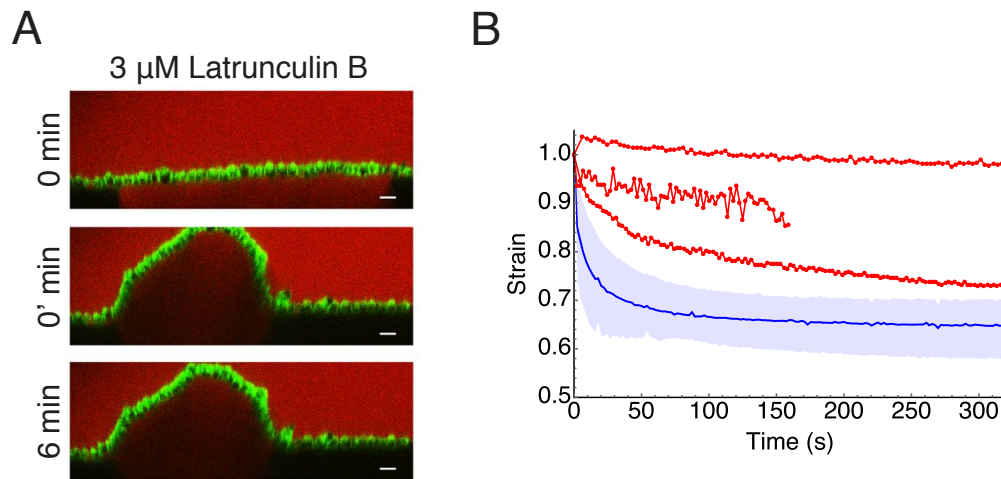 A
3 μM Latrunculin B
0 min
0' min
6 min
B
Strain
1.0
0.9
0.8
0.7
0.6
0.5
0 50 100 150 200 250 300
Time (s)